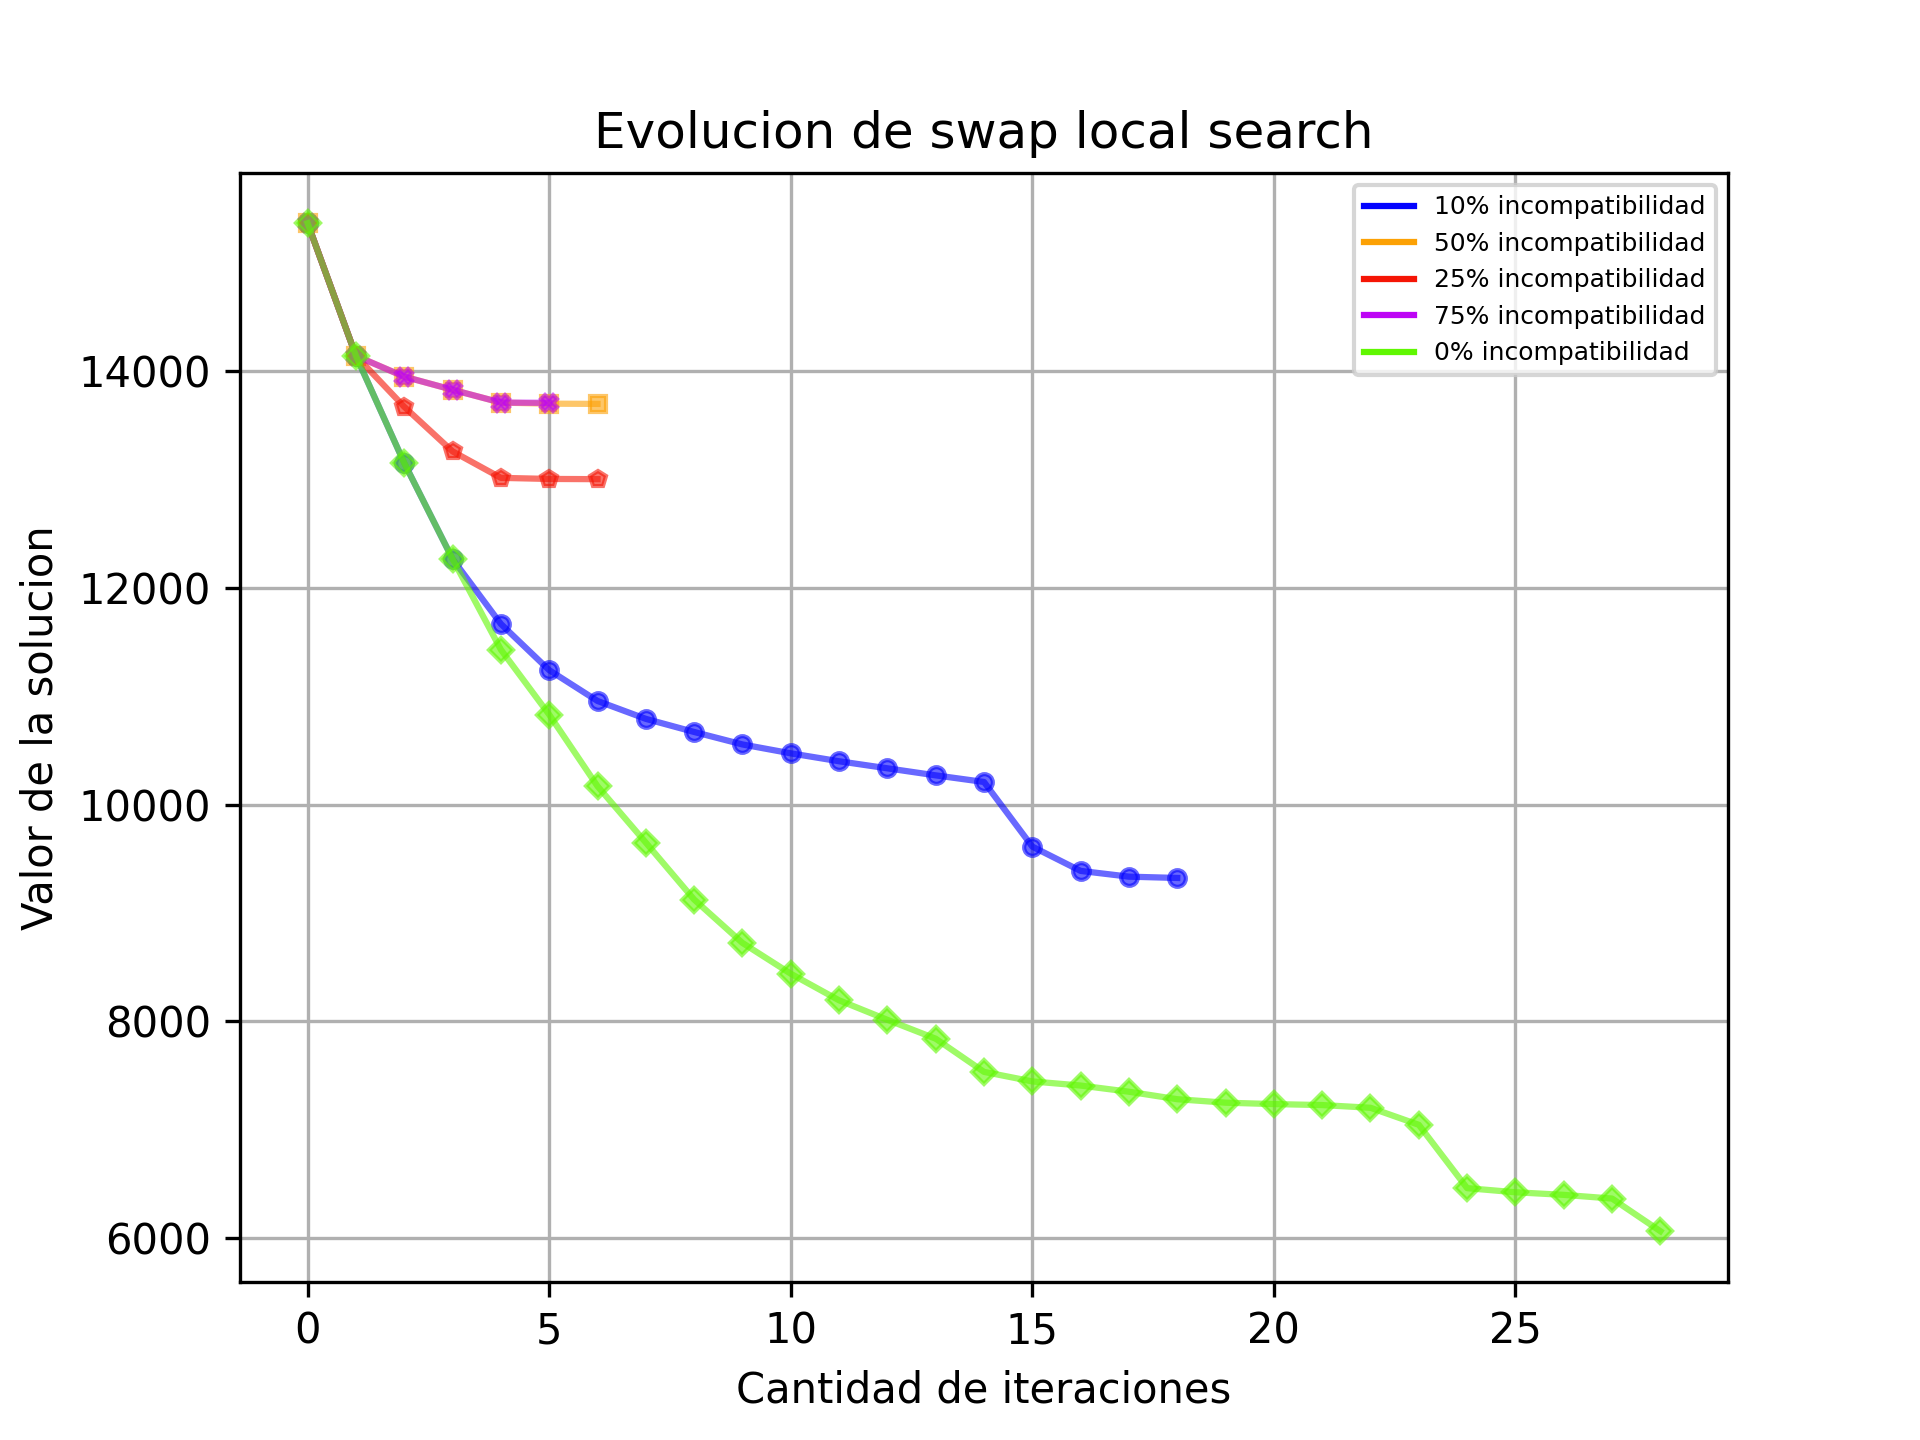 Evolucion de swap local search
10% incompatibilidad
50% incompatibilidad
25% incompatibilidad
75% incompatibilidad
0% incompatibilidad
Valor de la solucion
14000
12000
10000
8000
6000
0 5 10 15 20 25
Cantidad de iteraciones